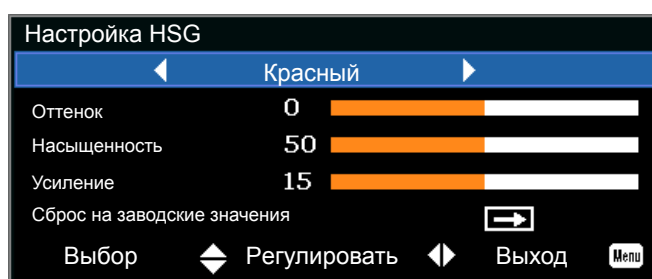 Настройка HSG
Красный
Оттенок 0
Насыщенность 50
Усиление 15
Сброс на заводские значения
Выбор Регулировать Выход Menu